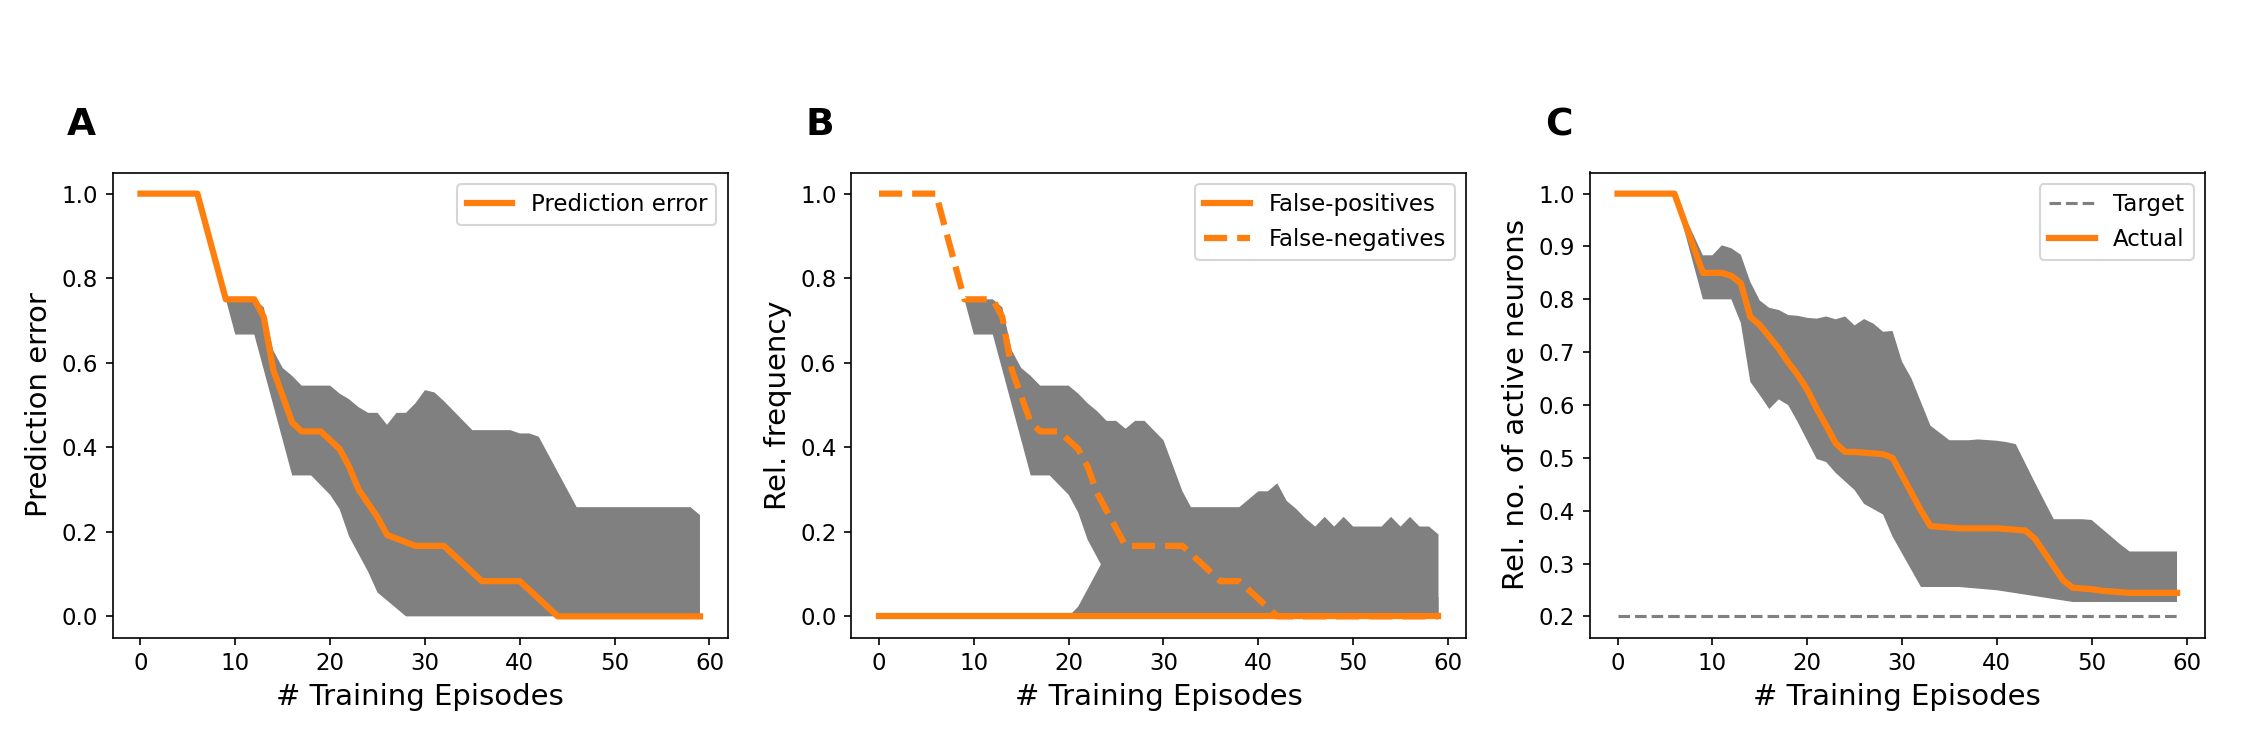 A
B
C
Prediction error
1.0
0.8
0.6
0.4
0.2
0.0
0 10 20 30 40 50 60
# Training Episodes
Prediction error
Rel. frequency
1.0
0.8
0.6
0.4
0.2
0.0
0 10 20 30 40 50 60
# Training Episodes
False-positives
False-negatives
Rel. no. of active neurons
1.0
0.9
0.8
0.7
0.6
0.5
0.4
0.3
0.2
0 10 20 30 40 50 60
# Training Episodes
Target
Actual